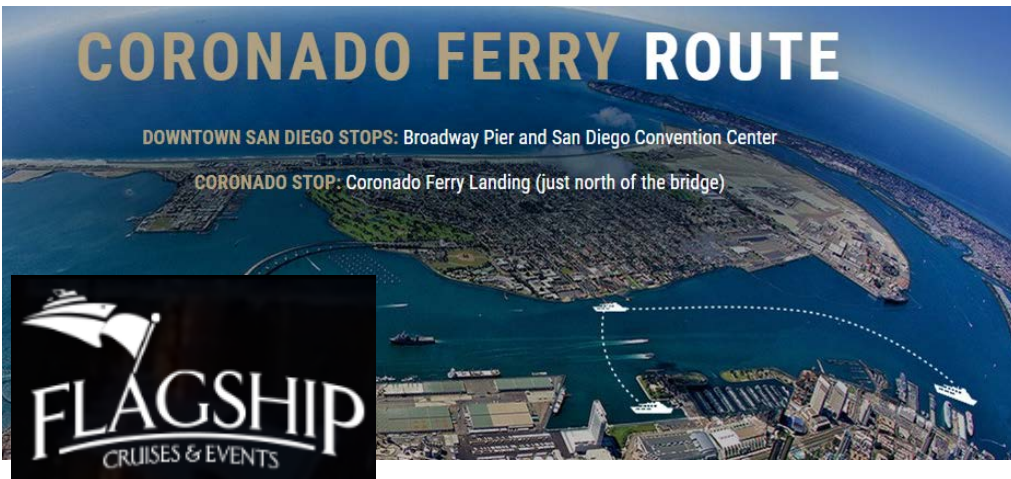 CORONADO FERRY ROUTE
DOWNTOWN SAN DIEGO STOPS: Broadway Pier and San Diego Convention Center
CORONADO STOP: Coronado Ferry Landing (just north of the bridge)
FLAGSHIP
CRUISES & EVENTS